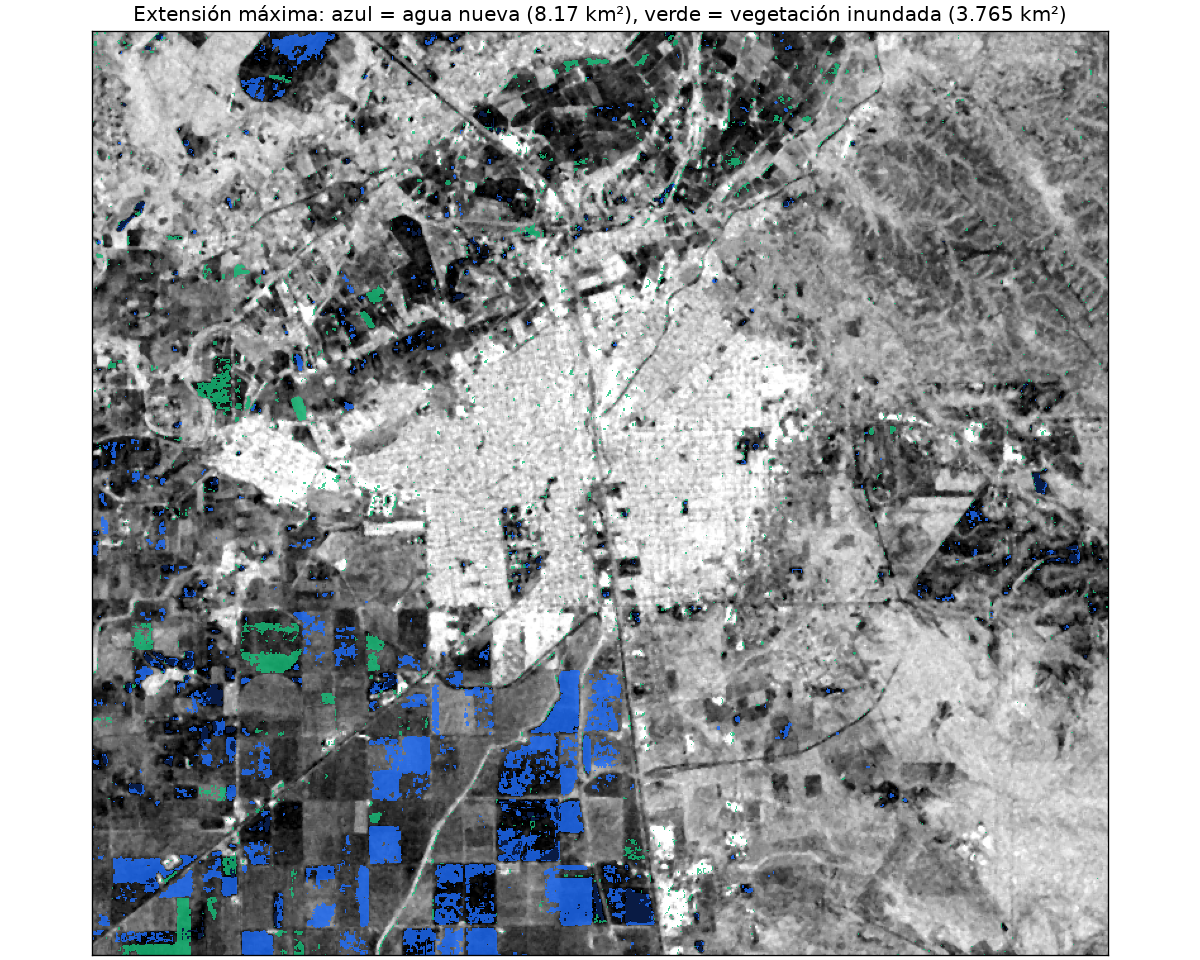 Extensión máxima: azul = agua nueva (8.17 km²), verde = vegetación inundada (3.765 km²)